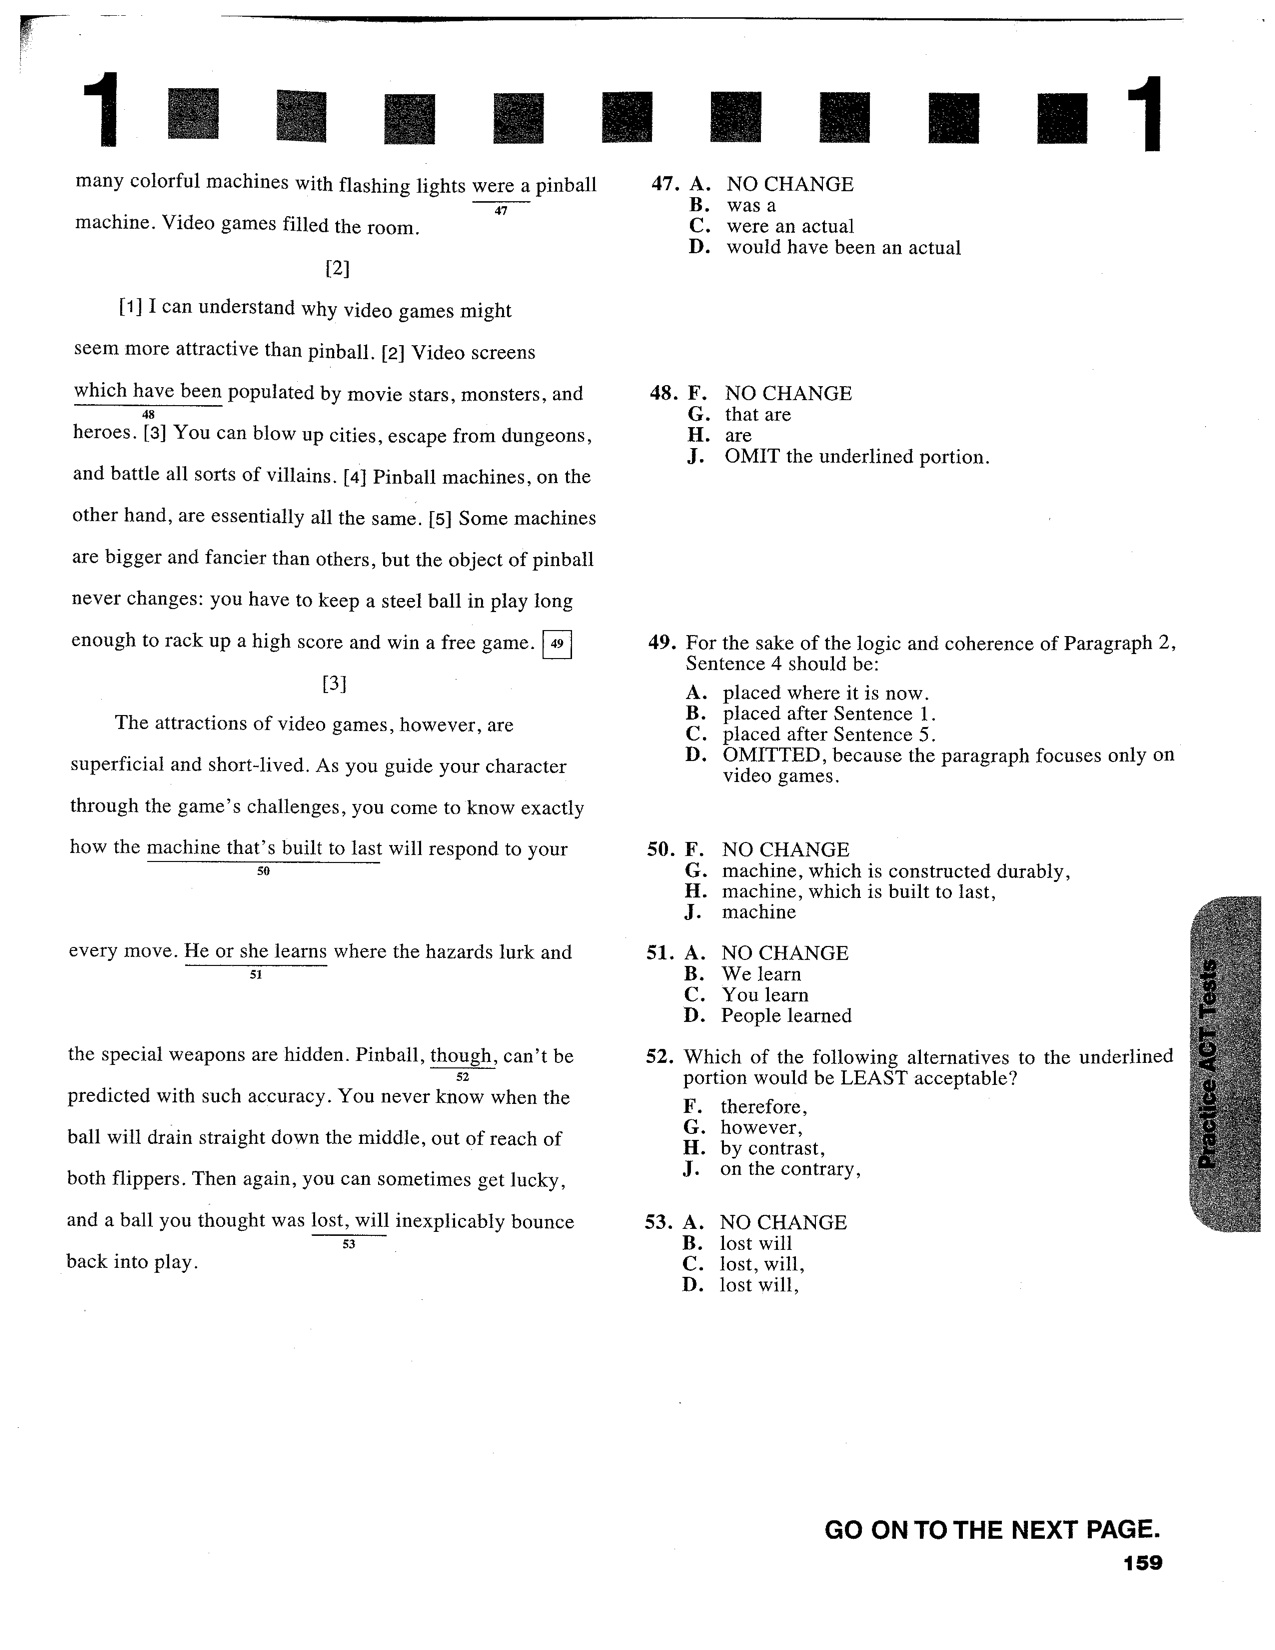 1 1
many colorful machines with flashing lights were a pinball
47
machine. Video games filled the room.
[2]
[1] I can understand why video games might
seem more attractive than pinball. [2] Video screens
which have been populated by movie stars, monsters, and
48
heroes. [3] You can blow up cities, escape from dungeons,
and battle all sorts of villains. [4] Pinball machines, on the
other hand, are essentially all the same. [5] Some machines
are bigger and fancier than others, but the object of pinball
never changes: you have to keep a steel ball in play long
enough to rack up a high score and win a free game. 49
[3]
The attractions of video games, however, are
superficial and short-lived. As you guide your character
through the game's challenges, you come to know exactly
how the machine that's built to last will respond to your
50
every move. He or she learns where the hazards lurk and
51
the special weapons are hidden. Pinball, though, can't be
52
predicted with such accuracy. You never know when the
ball will drain straight down the middle, out of reach of
both flippers. Then again, you can sometimes get lucky,
and a ball you thought was lost, will inexplicably bounce
53
back into play.
47. A. NO CHANGE
B. was a
C. were an actual
D. would have been an actual
48. F. NO CHANGE
G. that are
H. are
J. OMIT the underlined portion.
49. For the sake of the logic and coherence of Paragraph 2,
Sentence 4 should be:
A. placed where it is now.
B. placed after Sentence 1.
C. placed after Sentence 5.
D. OMITTED, because the paragraph focuses only on
video games.
50. F. NO CHANGE
G. machine, which is constructed durably,
H. machine, which is built to last,
J. machine
51. A. NO CHANGE
B. We learn
C. You learn
D. People learned
52. Which of the following alternatives to the underlined
portion would be LEAST acceptable?
F. therefore,
G. however,
H. by contrast,
J. on the contrary,
53. A. NO CHANGE
B. lost will
C. lost, will,
D. lost will,
Practice ACT Tests
GO ON TO THE NEXT PAGE.
159